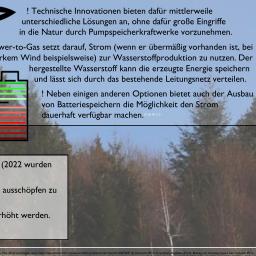 ! Technische Innovationen bieten dafür mittlerweile
unterschiedliche Lösungen an, ohne dafür große Eingriffe
in die Natur durch Pumpspeicherkraftwerke vorzunehmen.
wer-to-Gas setzt darauf, Strom (wenn er übermäßig vorhanden ist, bei
rkem Wind beispielsweise) zur Wasserstoffproduktion zu nutzen. Der
hergestellte Wasserstoff kann die erzeugte Energie speichern
und lässt sich durch das bestehende Leitungsnetz verteilen.
! Neben einigen anderen Optionen bietet auch der Ausbau
von Batteriespeichern die Möglichkeit den Strom
dauerhaft verfügbar machen.
(2022 wurden
ausschöpfen zu
rhöht werden.